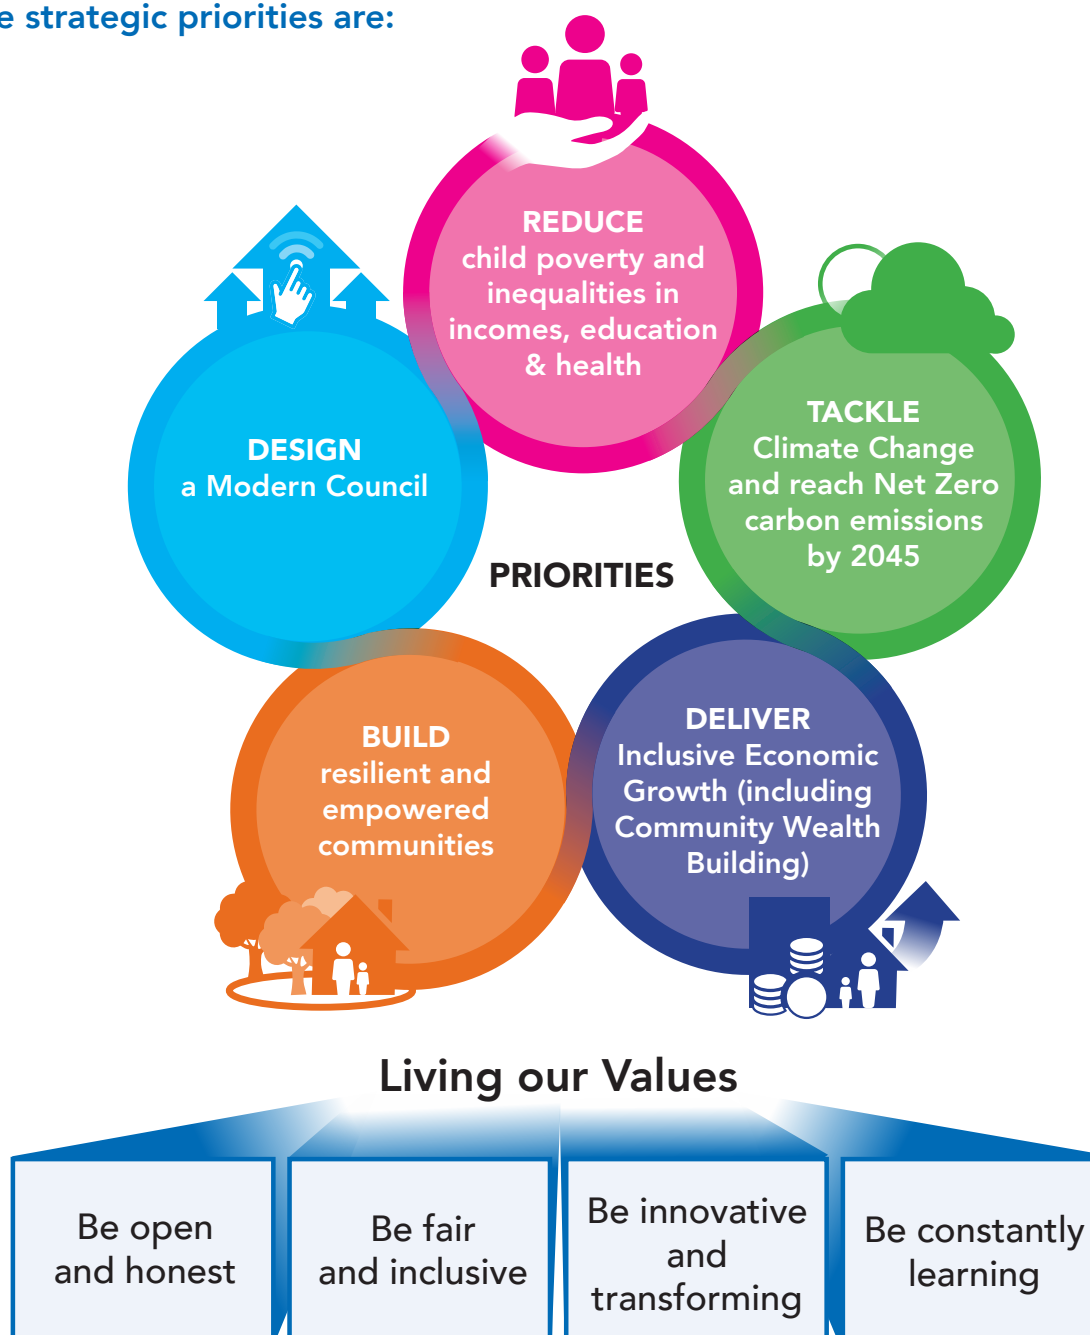 e strategic priorities are:
REDUCE
child poverty and
inequalities in
incomes, education
& health
TACKLE
Climate Change
and reach Net Zero
carbon emissions
by 2045
DESIGN
a Modern Council
PRIORITIES
DELIVER
Inclusive Economic
Growth (including
Community Wealth
Building)
BUILD
resilient and
empowered
communities
Living our Values
Be open
and honest
Be fair
and inclusive
Be innovative
and
transforming
Be constantly
learning